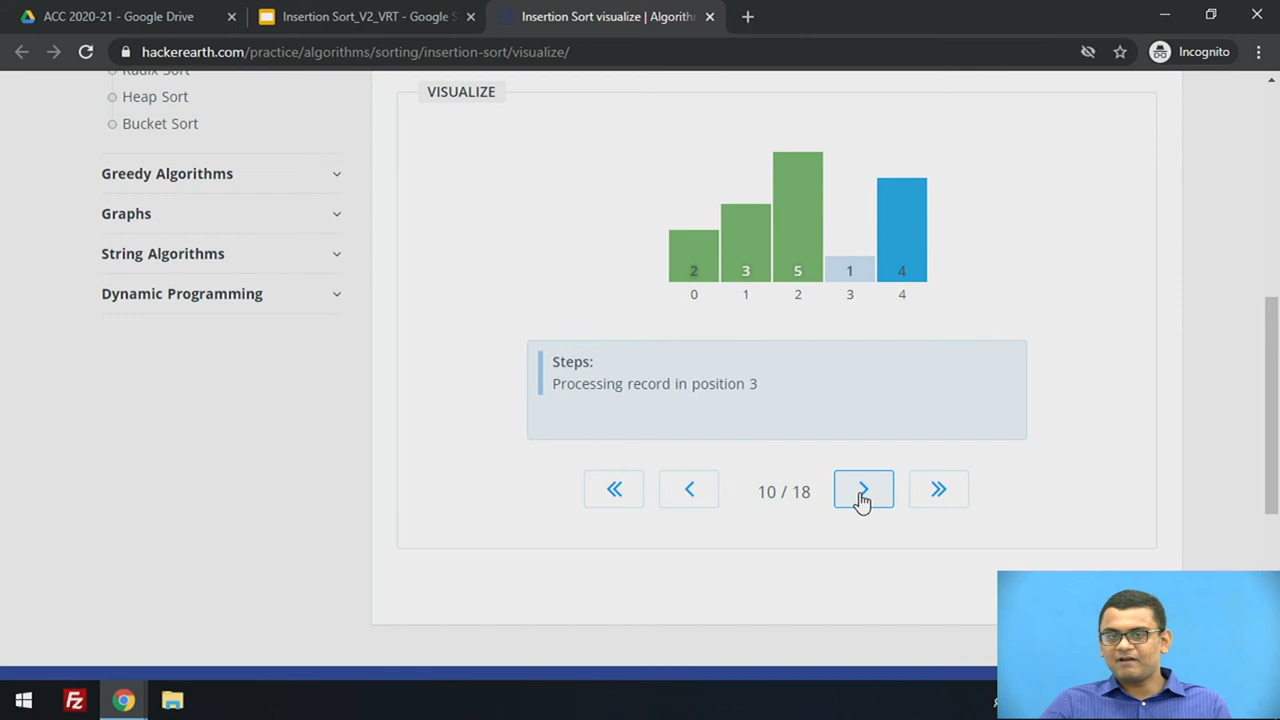 ACC 2020-21 - Google Drive
Insertion Sort_V2_VRT - Google S
Insertion Sort visualize | Algorith
hackerearth.com/practice/algorithms/sorting/insertion-sort/visualize/
Incognito
Radix Sort
Heap Sort
Bucket Sort
Greedy Algorithms
Graphs
String Algorithms
Dynamic Programming
VISUALIZE
2 3 5 1 4
0 1 2 3 4
Steps:
Processing record in position 3
10 / 18